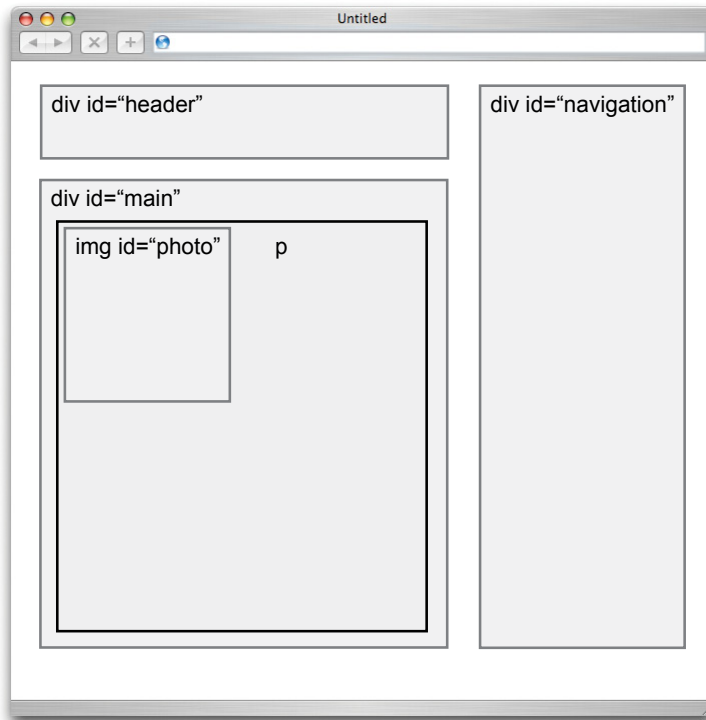 Untitled
div id=“header”
div id=“navigation”
div id=“main”
img id=“photo”
p